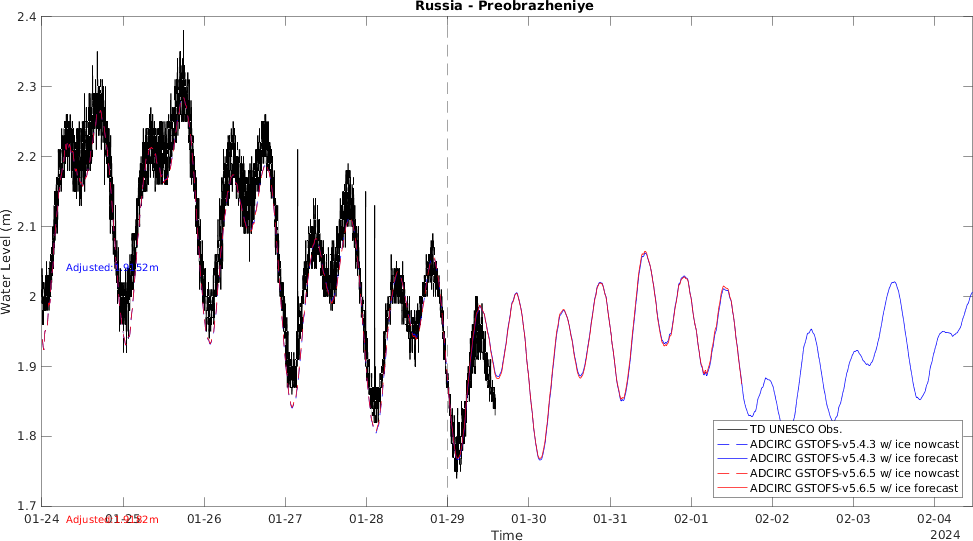 Russia - Preobrazheniye
2.4
2.3
2.2
2.1
2
1.9
1.8
1.7
Water Level (m)
Adjusted:
52m
Adjusted:
32m
01-24
01-25
01-26
01-27
01-28
01-29
01-30
01-31
02-01
02-02
02-03
02-04
Time
2024
TD UNESCO Obs.
ADCIRC GSTOFS-v5.4.3 w/ ice nowcast
ADCIRC GSTOFS-v5.4.3 w/ ice forecast
ADCIRC GSTOFS-v5.6.5 w/ ice nowcast
ADCIRC GSTOFS-v5.6.5 w/ ice forecast